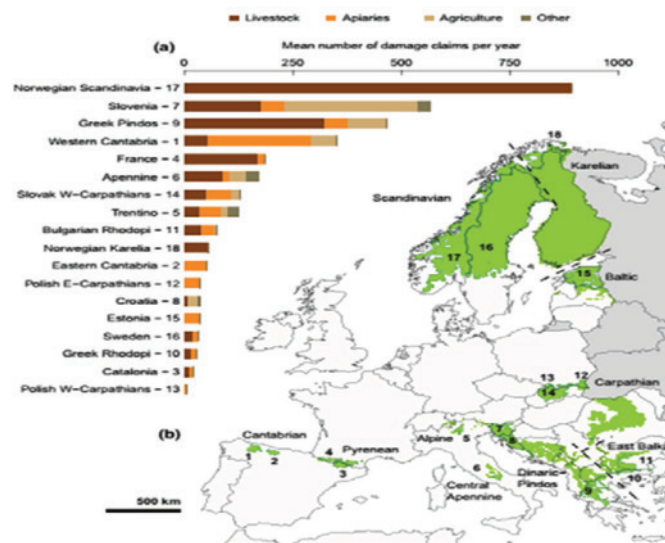 Livestock Apiaries Agriculture Other
(a) Mean number of damage claims per year
0 250 500 750 1000
Norwegian Scandinavia - 17
Slovenia - 7
Greek Pindos - 9
Western Cantabria - 1
France - 4
Apennine - 6
Slovak W-Carpathians - 14
Trentino - 5
Bulgarian Rhodopi - 11
Norwegian Karelia - 18
Eastern Cantabria - 2
Polish E-Carpathians - 12
Croatia - 8
Estonia - 15
Sweden - 16
Greek Rhodopi - 10
Catalonia - 3
Polish W-Carpathians - 13
18
Karelian
Scandinavian
17 16
15
Baltic
13 12
14
Carpathian
(b)
Cantabrian
1 2
4 Pyrenean
3
Alpine
5
7
8
6
Central
Apennine
Dinaric-
Pindos
East Balk
11
10
9
500 km